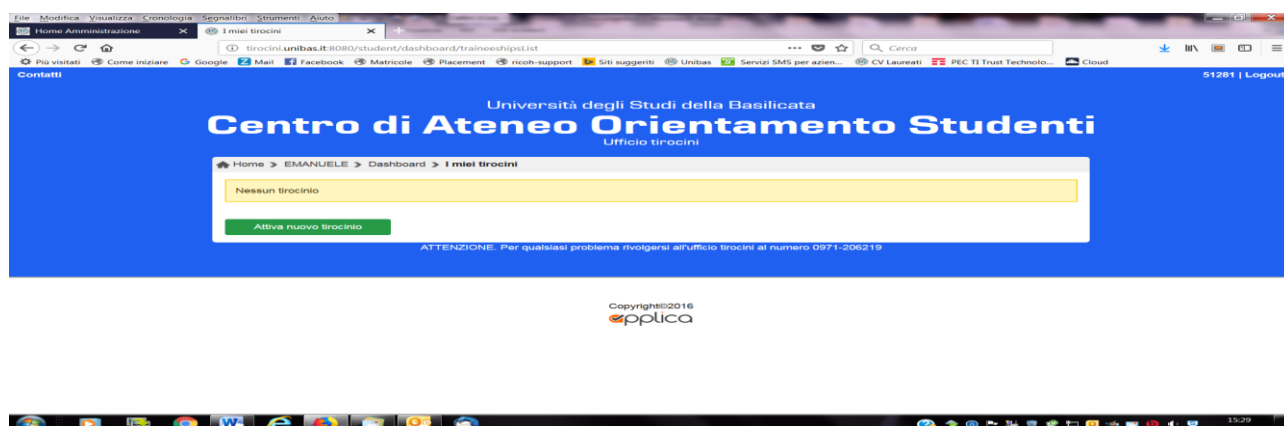 File Modifica Visualizza Cronologia Segnalibri Strumenti Aiuto
Home Amministrazione I miei tirocini
tirocini.unibas.it:8080/student/dashboard/traineeshipsList Cerca
Più visitati Come iniziare Google Mail Facebook Matricole Placement ricoh-support Siti suggeriti Unibas Servizi SMS per azien... CV Laureati PEC TI Trust Technolo... Cloud
Contatti 51281 | Logout
Università degli Studi della Basilicata
Centro di Ateneo Orientamento Studenti
Ufficio tirocini
Home > EMANUELE > Dashboard > I miei tirocini
Nessun tirocinio
Attiva nuovo tirocinio
ATTENZIONE. Per qualsiasi problema rivolgersi all'ufficio tirocini al numero 0971-206219
Copyright©2016
applica
15:29